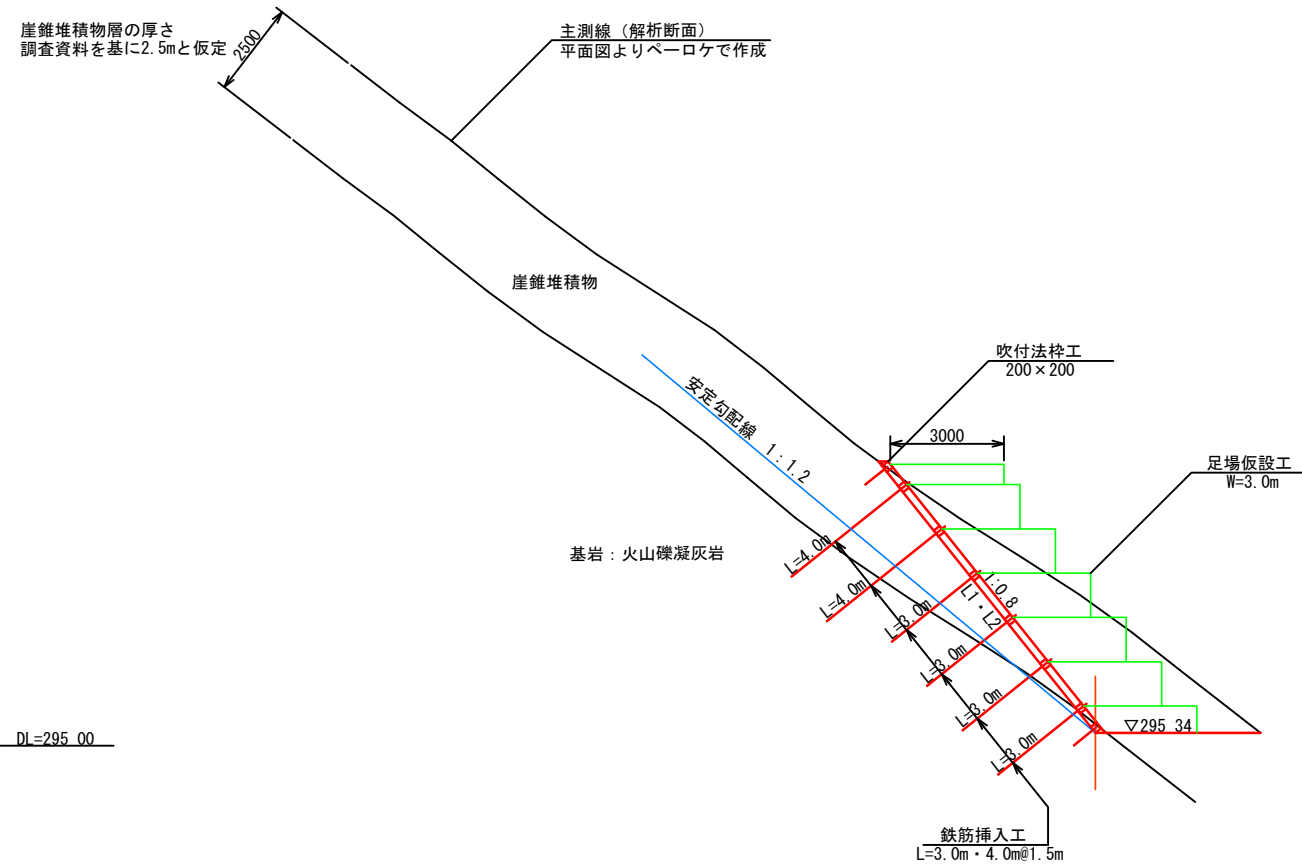 崖錐堆積物層の厚さ
調査資料を基に2.5mと仮定
2500
主測線（解析断面）
平面図よりペーロケで作成
崖錐堆積物
吹付法枠工
200×200
安定勾配線 1:1.2
3000
足場仮設工
W=3.0m
基岩：火山礫凝灰岩
L=4.0m
L=4.0m
L=3.0m
L=3.0m
L=3.0m
L=3.0m
1:0.8
L1・L2
▽295 34
DL=295 00
鉄筋挿入工
L=3.0m・4.0m@1.5m